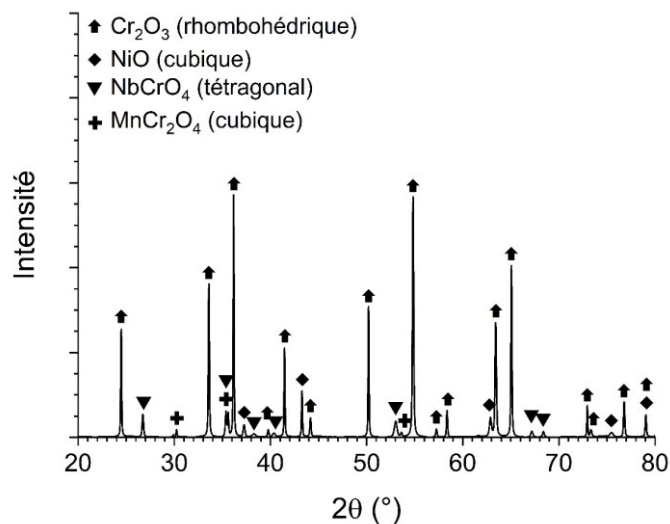 Cr₂O₃ (rhombohédrique)
NiO (cubique)
NbCrO₄ (tétragonal)
MnCr₂O₄ (cubique)
Intensité
20 30 40 50 60 70 80
2θ (°)